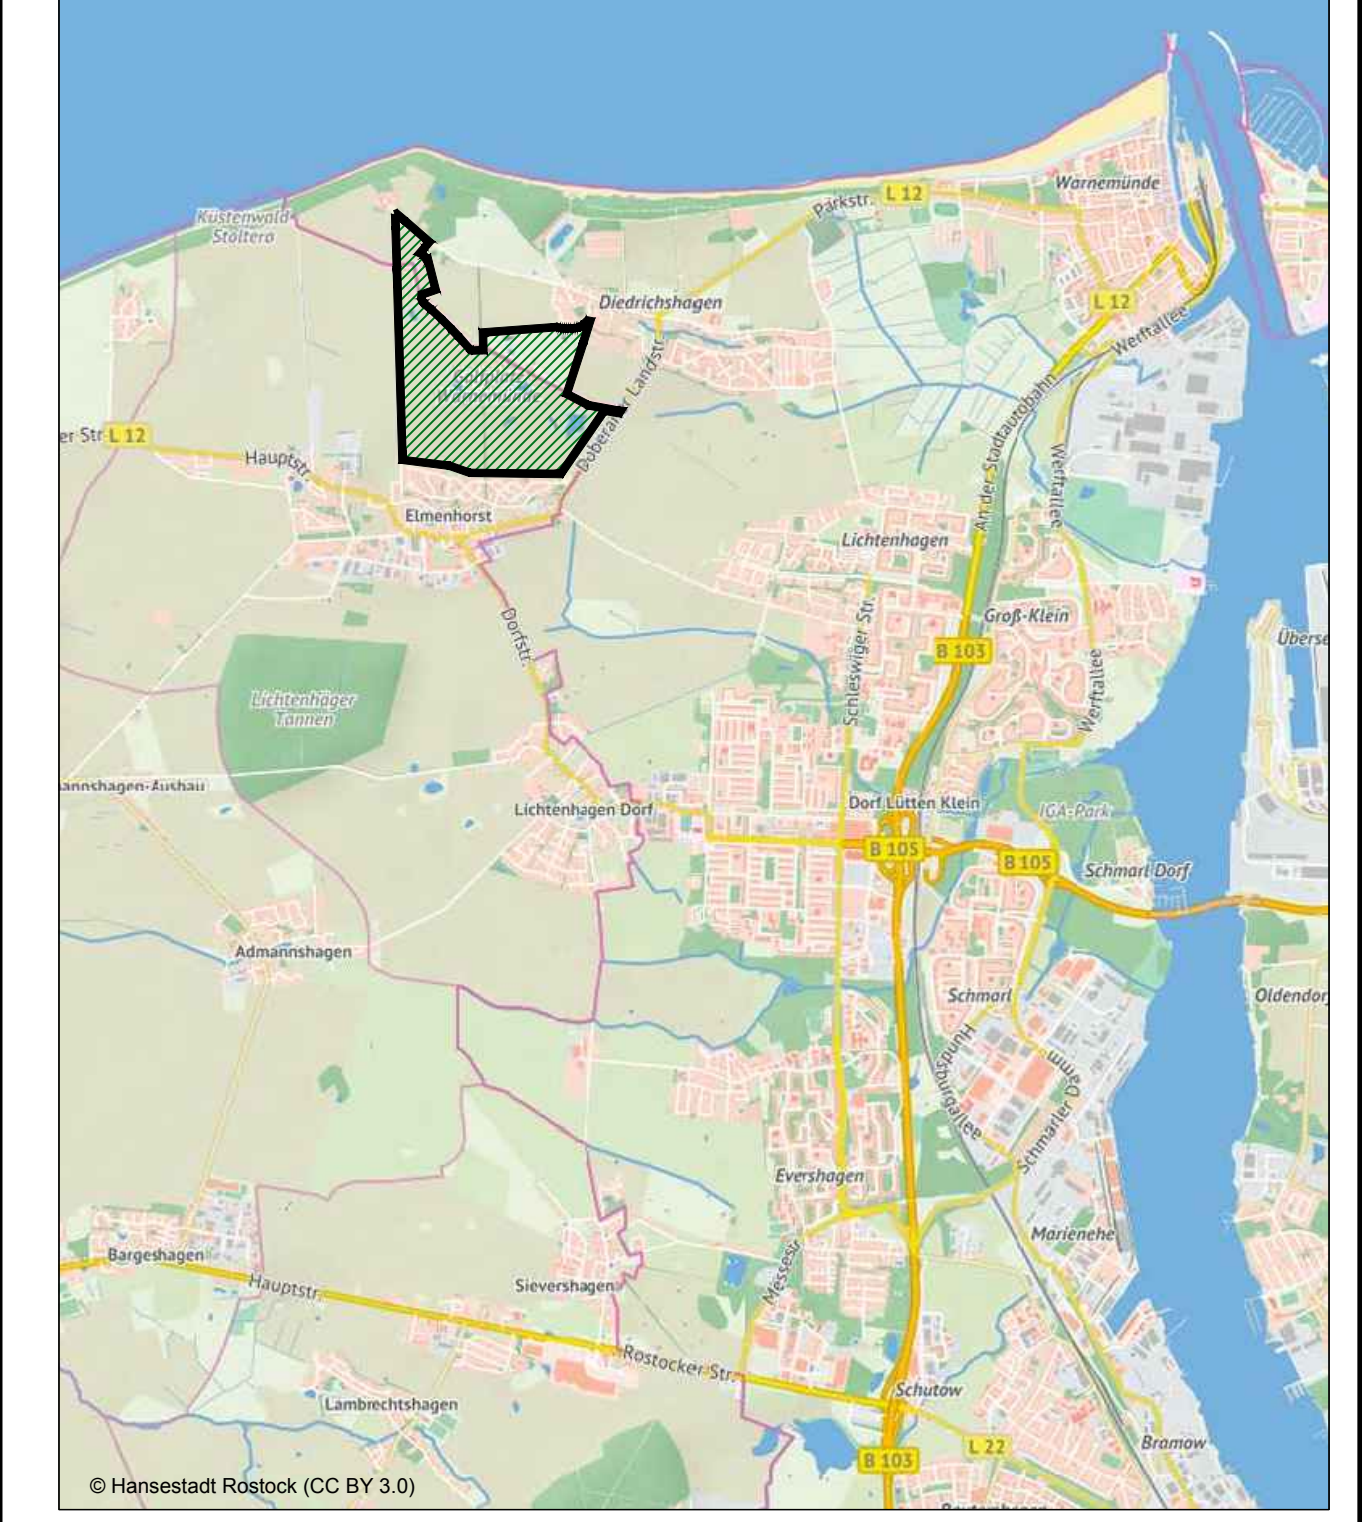 Warnemünde
L 12
Parkstr.
Küstenwald
Stoltera
Diedrichshagen
L 12
Werftallee
Golfplatz
Warnemünde
Doberaner Landstr.
An der Stadtautobahn
L 12
Hauptstr.
Werftallee
Elmenhorst
Lichtenhagen
Groß-Klein
Dorfstr.
Schleswiger Str.
B 103
Werftallee
Lichtenhäger
Tannen
Dorf Lütten Klein
Lichtenhagen Dorf
IGA-Park
B 105
B 105
Schmarl Dorf
Admannshagen
Schmarl
Hundsburgallee
Schmarler Damm
Evershagen
Marienehe
Bargeshagen
Hauptstr.
Sievershagen
Messestr.
Rostocker Str.
Schutow
Lambrechtshagen
Bramow
L 22
B 103
© Hansestadt Rostock (CC BY 3.0)